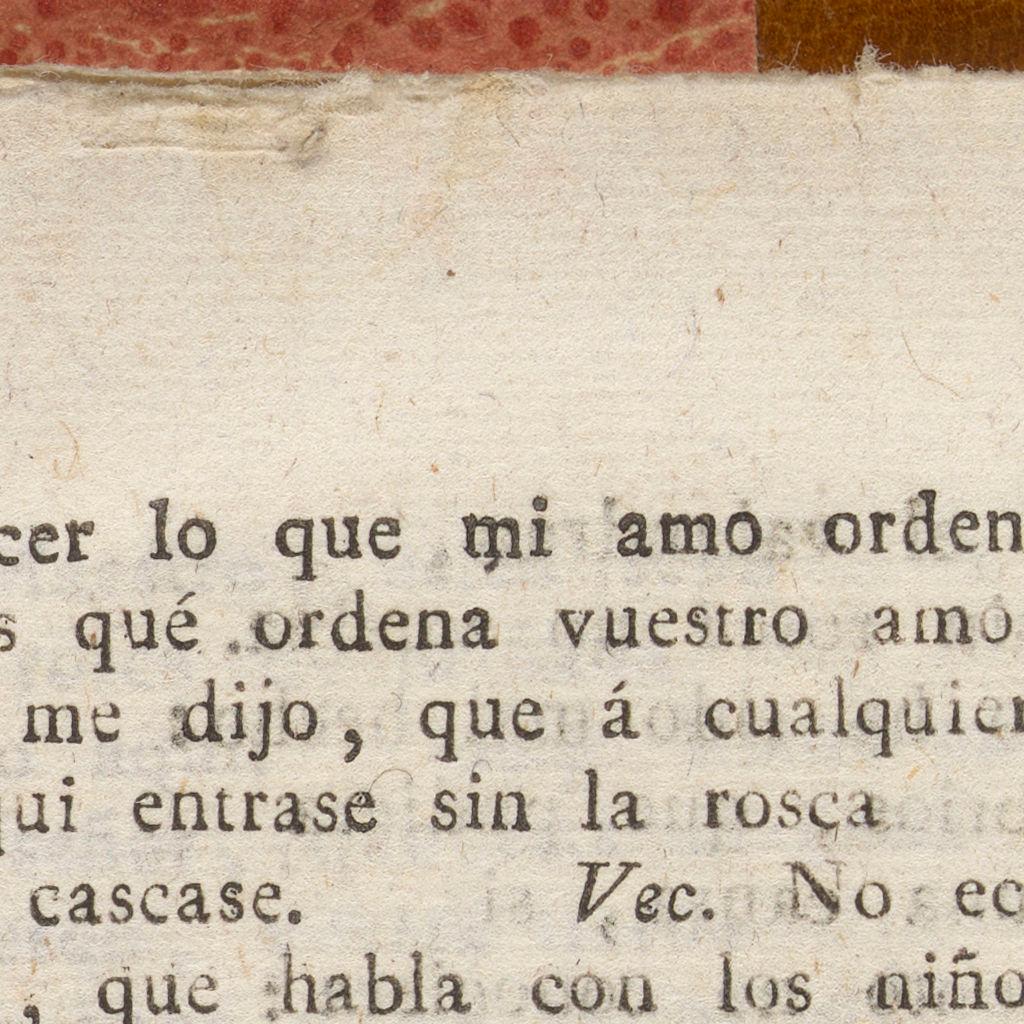 cer lo que mi amo orden
s qué ordena vuestro amo
me dijo, que á cualquier
qui entrase sin la rosca
cascase. Vec. No ec
, que habla con los niño